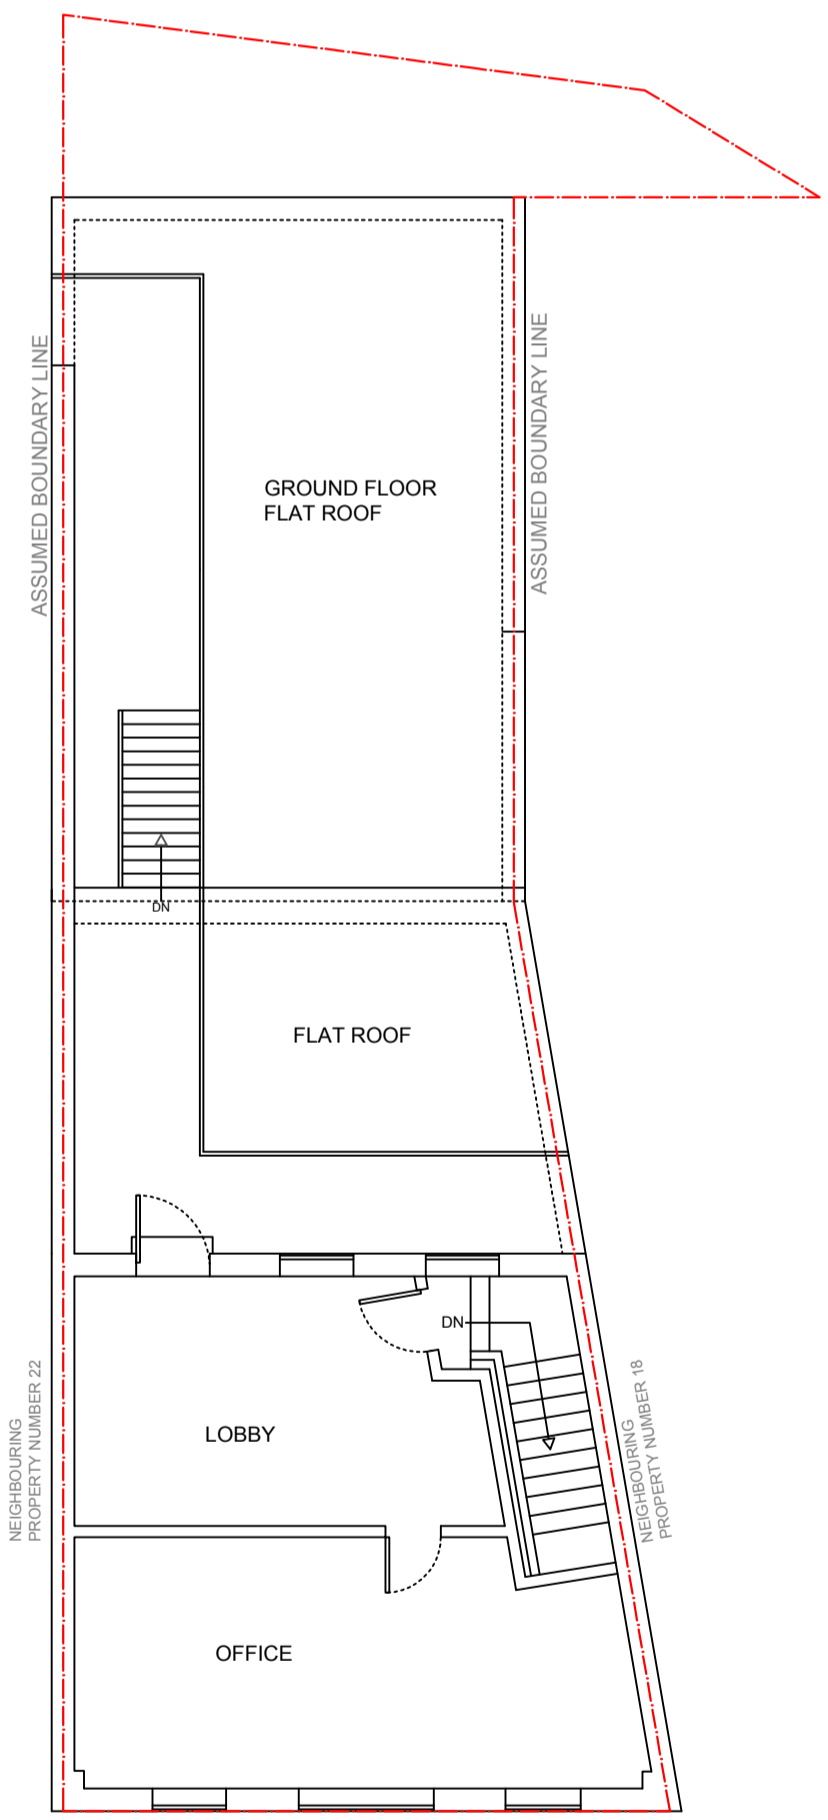 ASSUMED BOUNDARY LINE
ASSUMED BOUNDARY LINE
GROUND FLOOR
FLAT ROOF
DN
FLAT ROOF
DN
LOBBY
NEIGHBOURING
PROPERTY NUMBER 22
NEIGHBOURING
PROPERTY NUMBER 18
OFFICE